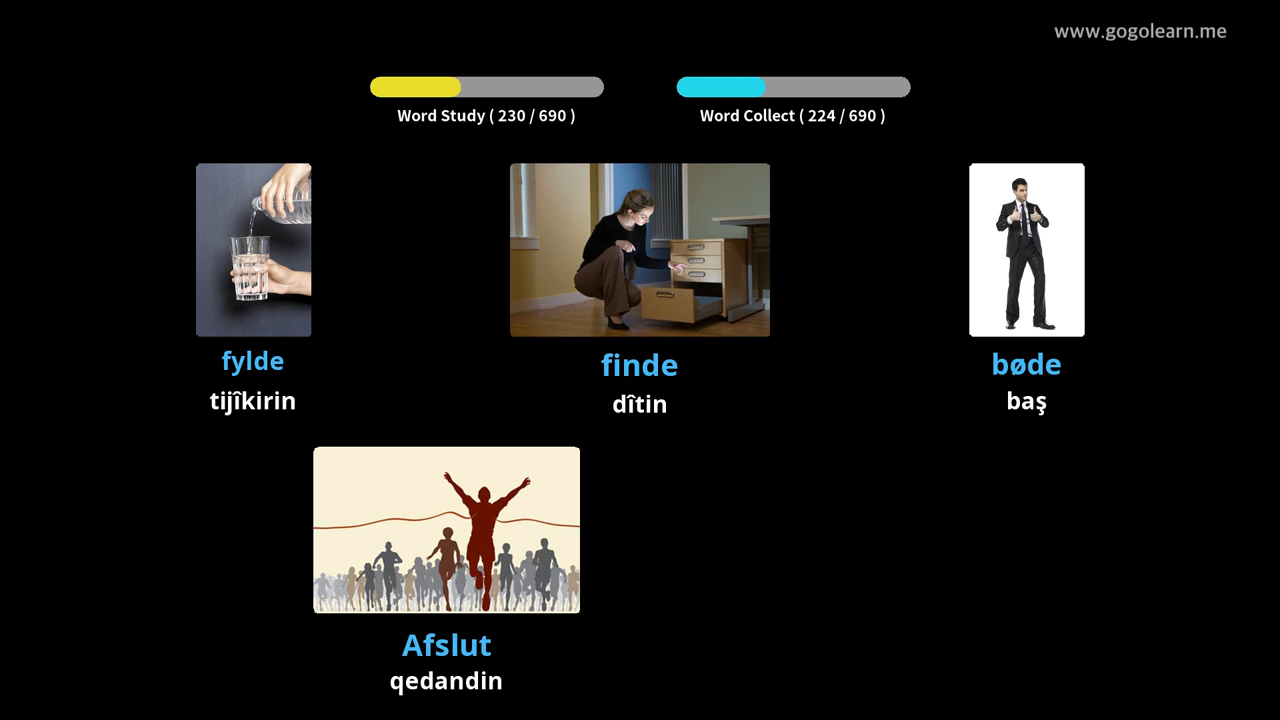 www.gogolearn.me
Word Study ( 230 / 690 )
Word Collect ( 224 / 690 )
fylde
tijîkirin
finde
dîtin
bøde
baş
Afslut
qedandin